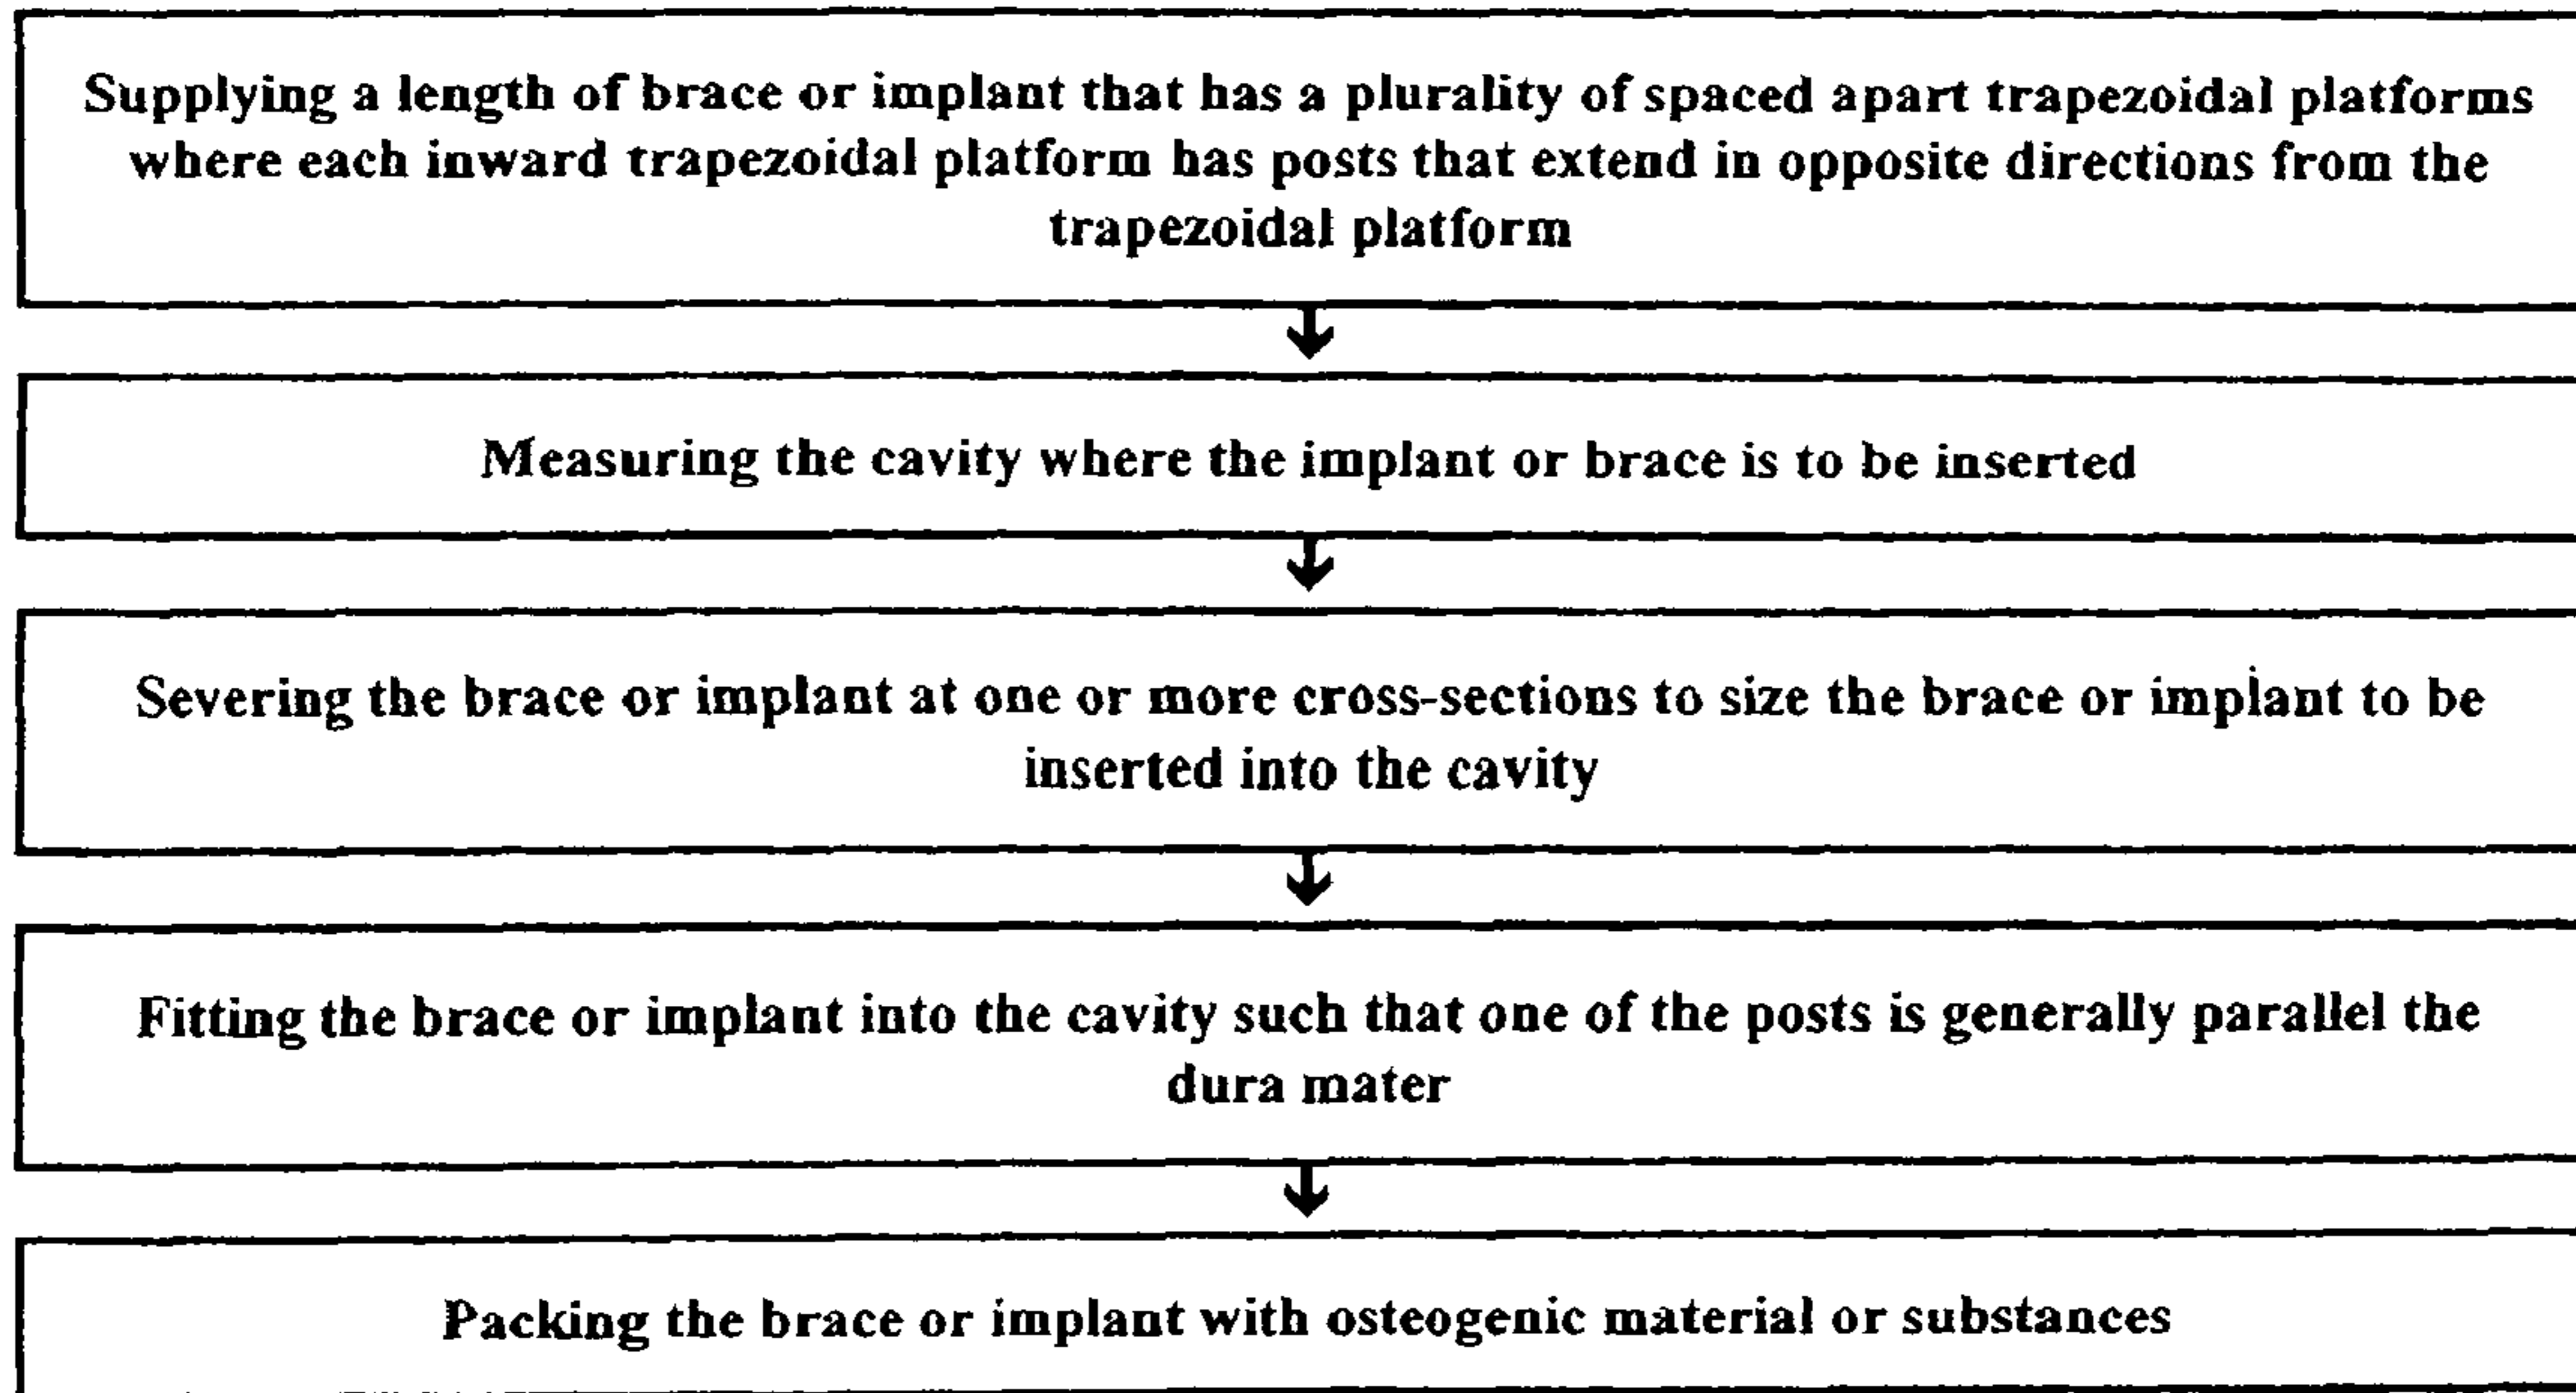 Supplying a length of brace or implant that has a plurality of spaced apart trapezoidal platforms
where each inward trapezoidal platform has posts that extend in opposite directions from the
trapezoidal platform
Measuring the cavity where the implant or brace is to be inserted
Severing the brace or implant at one or more cross-sections to size the brace or implant to be
inserted into the cavity
Fitting the brace or implant into the cavity such that one of the posts is generally parallel the
dura mater
Packing the brace or implant with osteogenic material or substances